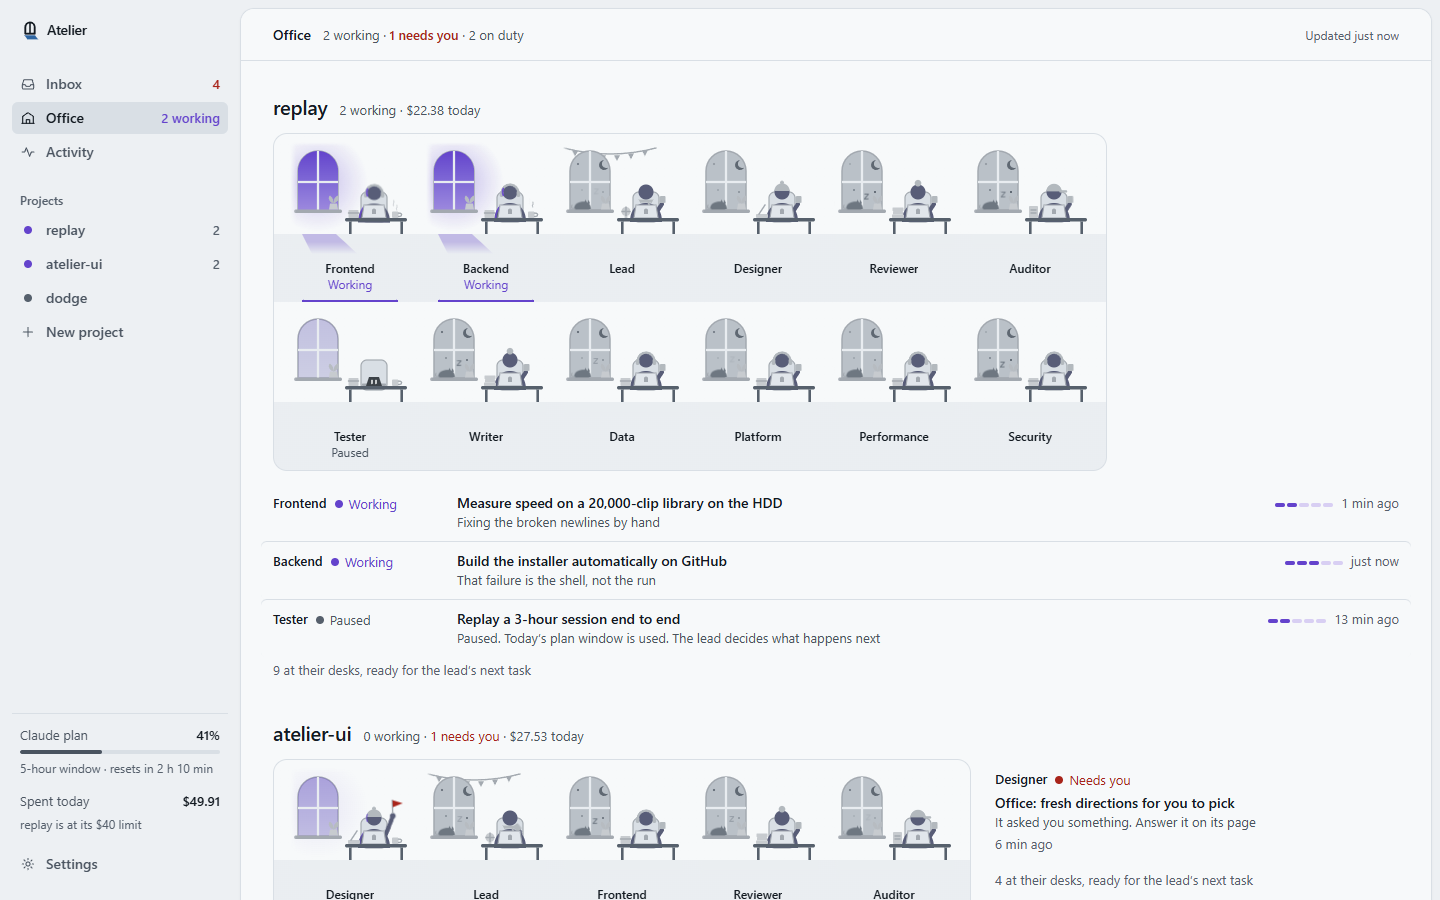 Atelier
Inbox 4
Office 2 working
Activity
Projects
replay 2
atelier-ui 2
dodge
New project
Claude plan 41%
5-hour window · resets in 2 h 10 min
Spent today $49.91
replay is at its $40 limit
Settings
Office 2 working · 1 needs you · 2 on duty
Updated just now
replay 2 working · $22.38 today
Frontend Backend Lead Designer Reviewer Auditor
Working Working
Tester Writer Data Platform Performance Security
Paused
Frontend Working Measure speed on a 20,000-clip library on the HDD 1 min ago
Fixing the broken newlines by hand
Backend Working Build the installer automatically on GitHub just now
That failure is the shell, not the run
Tester Paused Replay a 3-hour session end to end 13 min ago
Paused. Today's plan window is used. The lead decides what happens next
9 at their desks, ready for the lead's next task
atelier-ui 0 working · 1 needs you · $27.53 today
Designer Lead Frontend Reviewer Auditor
Designer Needs you
Office: fresh directions for you to pick
It asked you something. Answer it on its page
6 min ago
4 at their desks, ready for the lead's next task